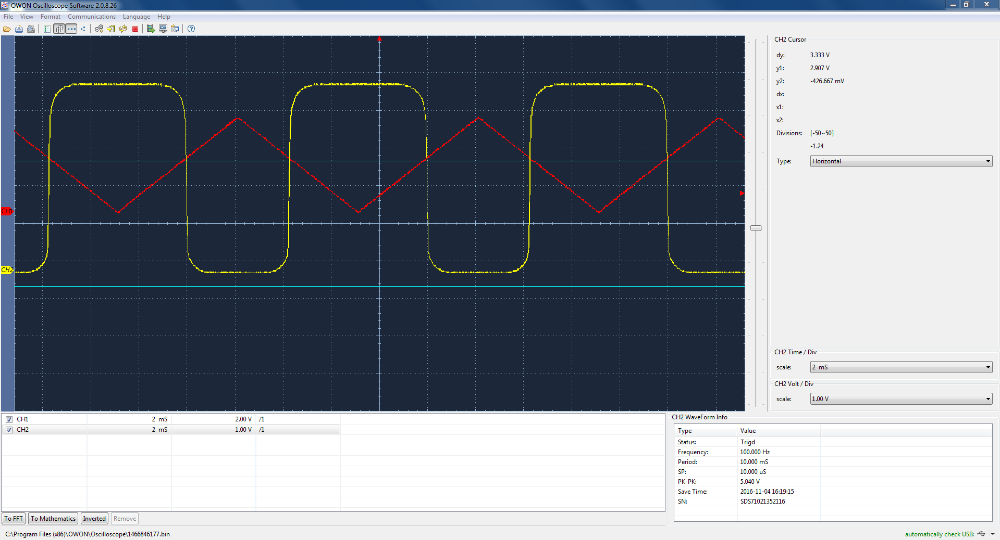 OWON Oscilloscope Software 2.0.8.26
File View Format Communications Language Help
CH2 Cursor
dy: 3.333 V
y1: 2.907 V
y2: -426.667 mV
dx:
x1:
x2:
Divisions: [-50~50]
-1.24
Type: Horizontal
CH1
CH2
CH2 Time / Div
scale: 2 mS
CH2 Volt / Div
scale: 1.00 V
CH1 2 mS 2.00 V /1
CH2 2 mS 1.00 V /1
CH2 WaveForm Info
Type Value
Status: Trigd
Frequency: 100.000 Hz
Period: 10.000 mS
SP: 10.000 uS
PK-PK: 5.040 V
Save Time: 2016-11-04 16:19:15
SN: SDS71021352116
To FFT To Mathematics Inverted Remove
C:\Program Files (x86)\OWON\Oscilloscope\1466846177.bin
automatically check USB: